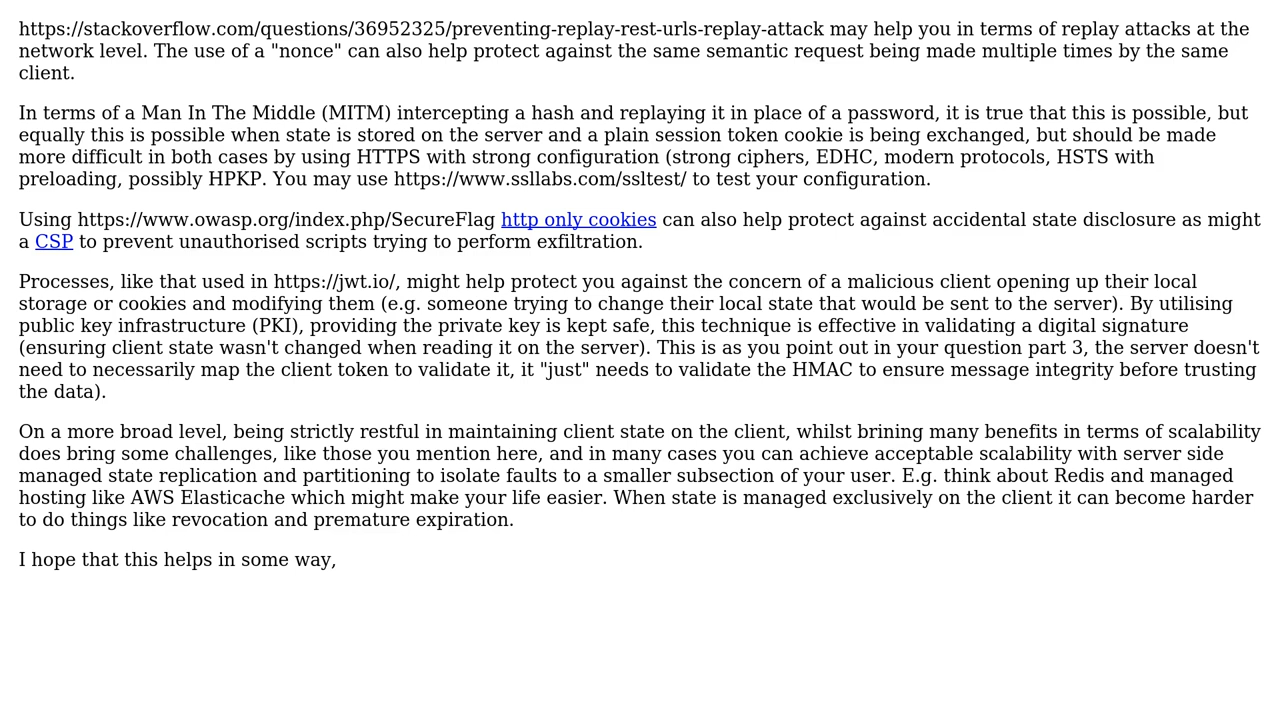 https://stackoverflow.com/questions/36952325/preventing-replay-rest-urls-replay-attack may help you in terms of replay attacks at the
network level. The use of a "nonce" can also help protect against the same semantic request being made multiple times by the same
client.
In terms of a Man In The Middle (MITM) intercepting a hash and replaying it in place of a password, it is true that this is possible, but
equally this is possible when state is stored on the server and a plain session token cookie is being exchanged, but should be made
more difficult in both cases by using HTTPS with strong configuration (strong ciphers, EDHC, modern protocols, HSTS with
preloading, possibly HPKP. You may use https://www.ssllabs.com/ssltest/ to test your configuration.
Using https://www.owasp.org/index.php/SecureFlag http only cookies can also help protect against accidental state disclosure as might
a CSP to prevent unauthorised scripts trying to perform exfiltration.
Processes, like that used in https://jwt.io/, might help protect you against the concern of a malicious client opening up their local
storage or cookies and modifying them (e.g. someone trying to change their local state that would be sent to the server). By utilising
public key infrastructure (PKI), providing the private key is kept safe, this technique is effective in validating a digital signature
(ensuring client state wasn't changed when reading it on the server). This is as you point out in your question part 3, the server doesn't
need to necessarily map the client token to validate it, it "just" needs to validate the HMAC to ensure message integrity before trusting
the data).
On a more broad level, being strictly restful in maintaining client state on the client, whilst brining many benefits in terms of scalability
does bring some challenges, like those you mention here, and in many cases you can achieve acceptable scalability with server side
managed state replication and partitioning to isolate faults to a smaller subsection of your user. E.g. think about Redis and managed
hosting like AWS Elasticache which might make your life easier. When state is managed exclusively on the client it can become harder
to do things like revocation and premature expiration.
I hope that this helps in some way,